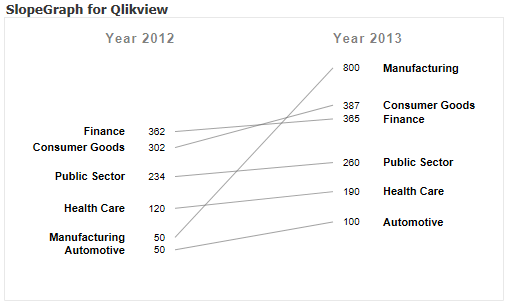 SlopeGraph for Qlikview
Year 2012 Year 2013
800 Manufacturing
387 Consumer Goods
Finance 362 365 Finance
Consumer Goods 302
Public Sector 234 260 Public Sector
Health Care 120 190 Health Care
Manufacturing 50 100 Automotive
Automotive 50